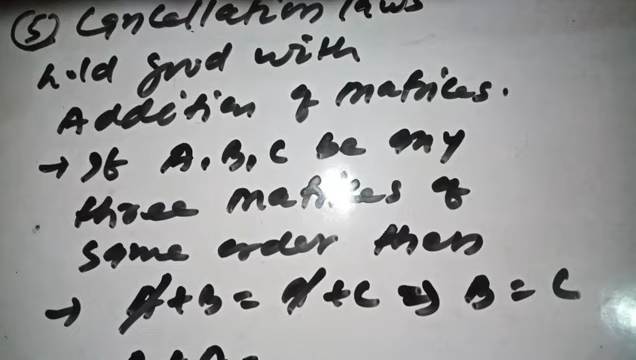 ⑤ Cancellation laws
hold good with
Addition of matrices.
→ If A, B, C be any
three matrices of
same order then
→ A + B = A + C ⇒ B = C